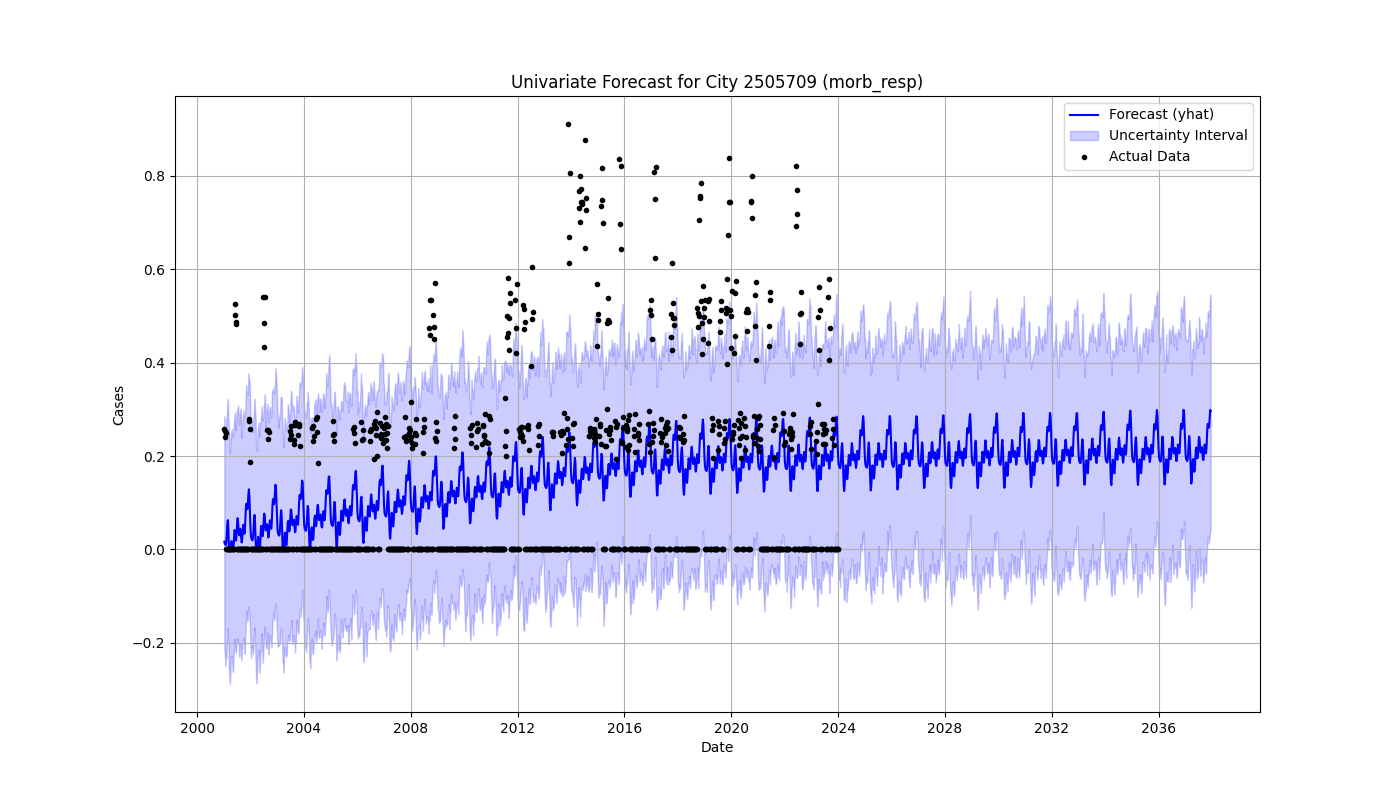 Univariate Forecast for City 2505709 (morb_resp)
Forecast (yhat)
Uncertainty Interval
Actual Data
Cases
0.8
0.6
0.4
0.2
0.0
−0.2
2000 2004 2008 2012 2016 2020 2024 2028 2032 2036
Date